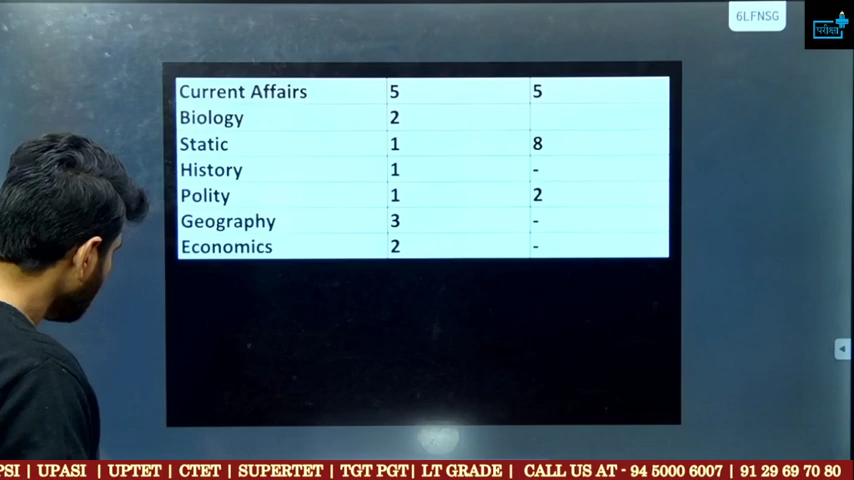 6LFNSG
परीक्षा
Current Affairs 5 5
Biology 2
Static 1 8
History 1 -
Polity 1 2
Geography 3 -
Economics 2 -
PSI | UPASI | UPTET | CTET | SUPERTET | TGT PGT| LT GRADE | CALL US AT - 94 5000 6007 | 91 29 69 70 80